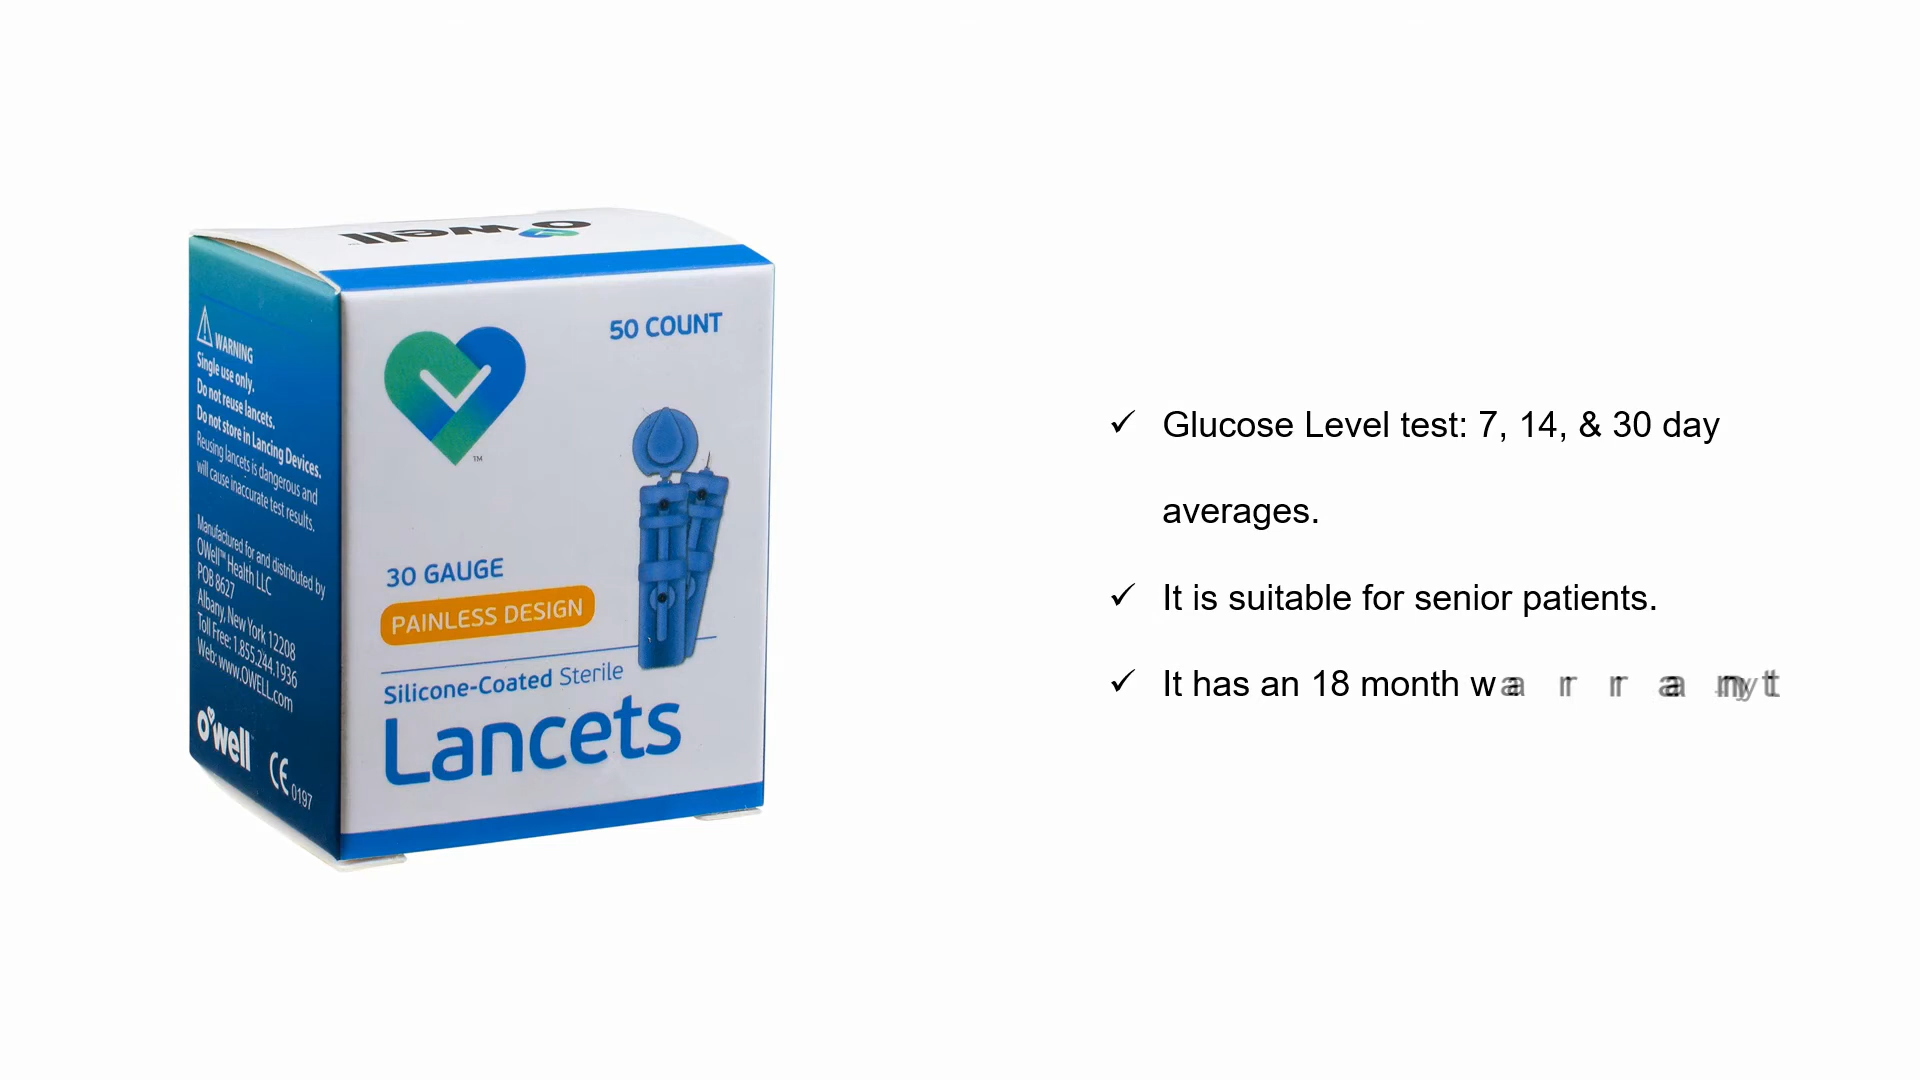 O'well
50 COUNT
TM
30 GAUGE
PAINLESS DESIGN
Silicone-Coated Sterile
Lancets
WARNING
Single use only.
Do not reuse lancets.
Do not store in Lancing Devices.
Reusing lancets is dangerous and
will cause inaccurate test results.
Manufactured for and distributed by
OWell™ Health LLC
POB 8627
Albany, New York 12208
Toll Free: 1.855.244.1936
Web: www.OWELL.com
O'well
CE 0197
✓ Glucose Level test: 7, 14, & 30 day
averages.
✓ It is suitable for senior patients.
✓ It has an 18 month